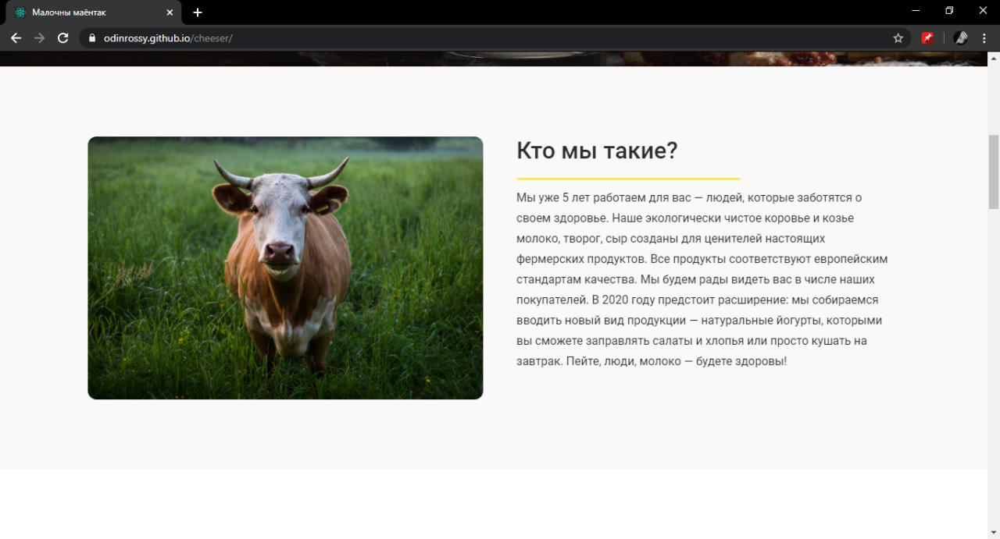 Малочны маёнтак
odinrossy.github.io/cheeser/
Кто мы такие?
Мы уже 5 лет работаем для вас — людей, которые заботятся о
своем здоровье. Наше экологически чистое коровье и козье
молоко, творог, сыр созданы для ценителей настоящих
фермерских продуктов. Все продукты соответствуют европейским
стандартам качества. Мы будем рады видеть вас в числе наших
покупателей. В 2020 году предстоит расширение: мы собираемся
вводить новый вид продукции — натуральные йогурты, которыми
вы сможете заправлять салаты и хлопья или просто кушать на
завтрак. Пейте, люди, молоко — будете здоровы!